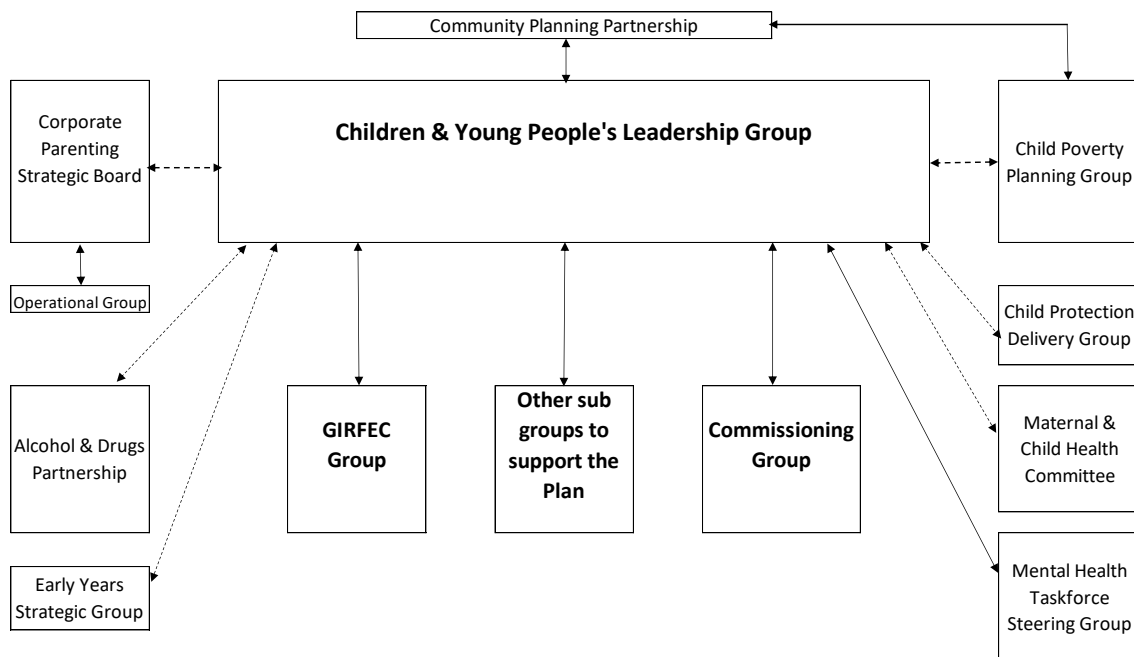 Community Planning Partnership
Corporate
Parenting
Strategic Board
Children & Young People's Leadership Group
Child Poverty
Planning Group
Operational Group
Child Protection
Delivery Group
Alcohol & Drugs
Partnership
GIRFEC
Group
Other sub
groups to
support the
Plan
Commissioning
Group
Maternal &
Child Health
Committee
Early Years
Strategic Group
Mental Health
Taskforce
Steering Group